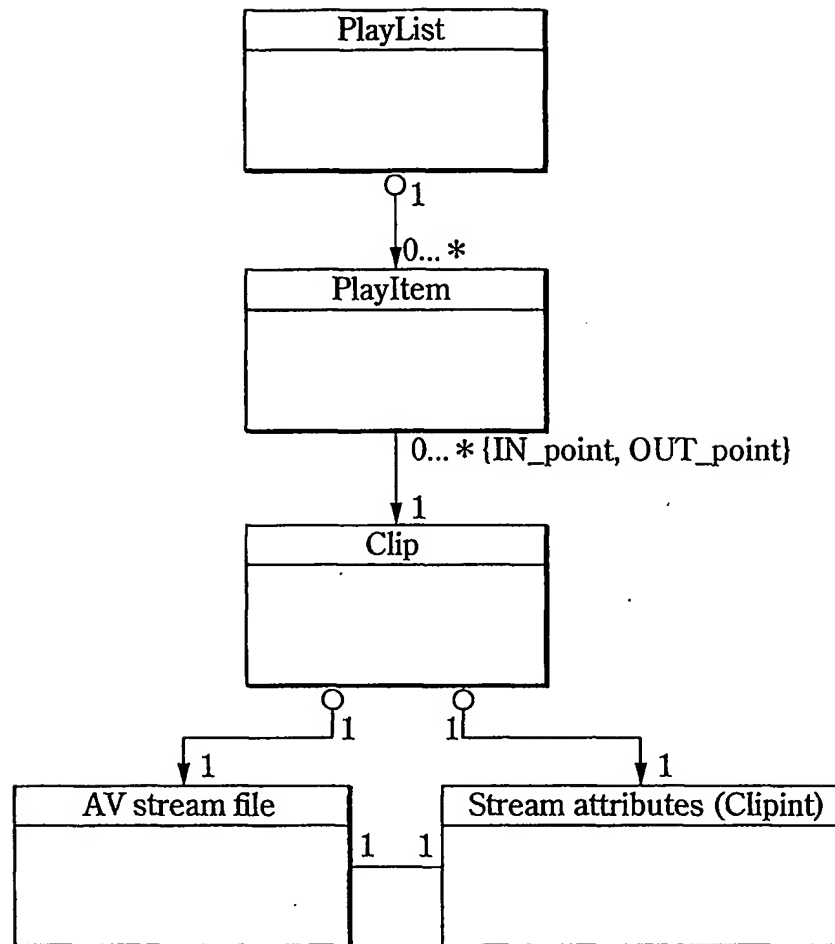 PlayList
1
0... *
PlayItem
0... * {IN_point, OUT_point}
1
Clip
1 1
1 1
AV stream file Stream attributes (Clipint)
1 1